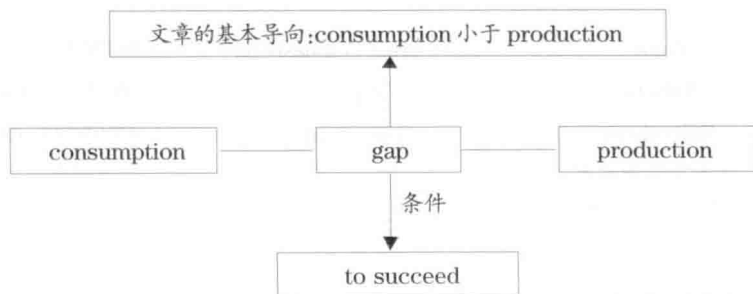 文章的基本导向:consumption 小于 production
consumption
gap
production
条件
to succeed